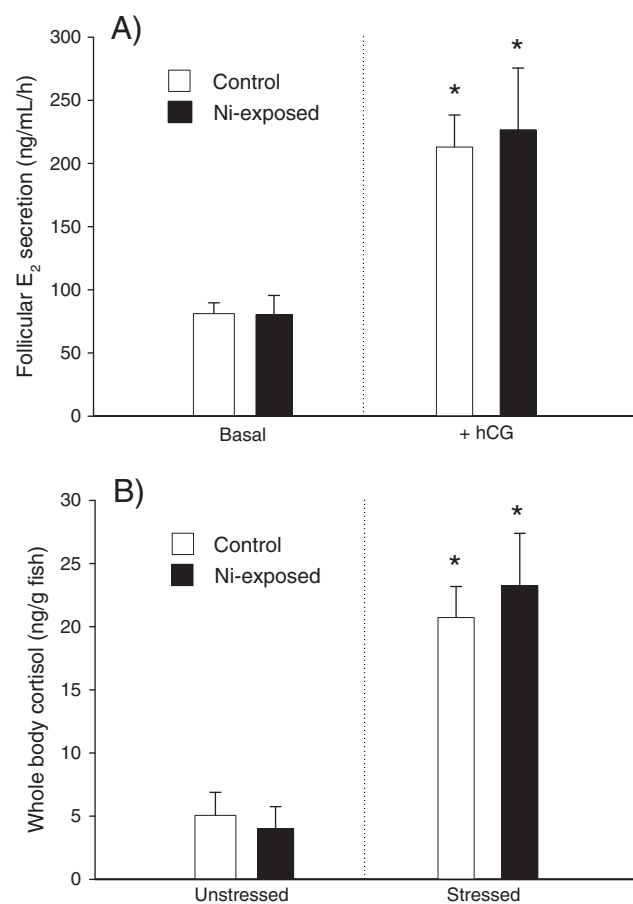 A)
Follicular E₂ secretion (ng/mL/h)
300
250
200
150
100
50
0
Control
Ni-exposed
*
*
Basal
+ hCG
B)
Whole body cortisol (ng/g fish)
30
25
20
15
10
5
0
Control
Ni-exposed
*
*
Unstressed
Stressed